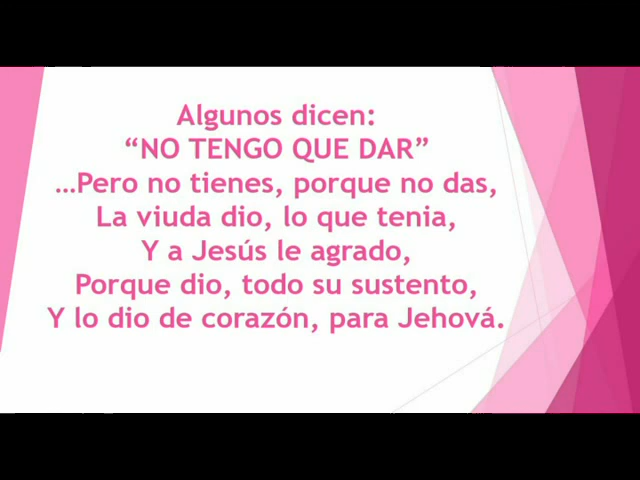 Algunos dicen:
“NO TENGO QUE DAR”
…Pero no tienes, porque no das,
La viuda dio, lo que tenia,
Y a Jesús le agrado,
Porque dio, todo su sustento,
Y lo dio de corazón, para Jehová.